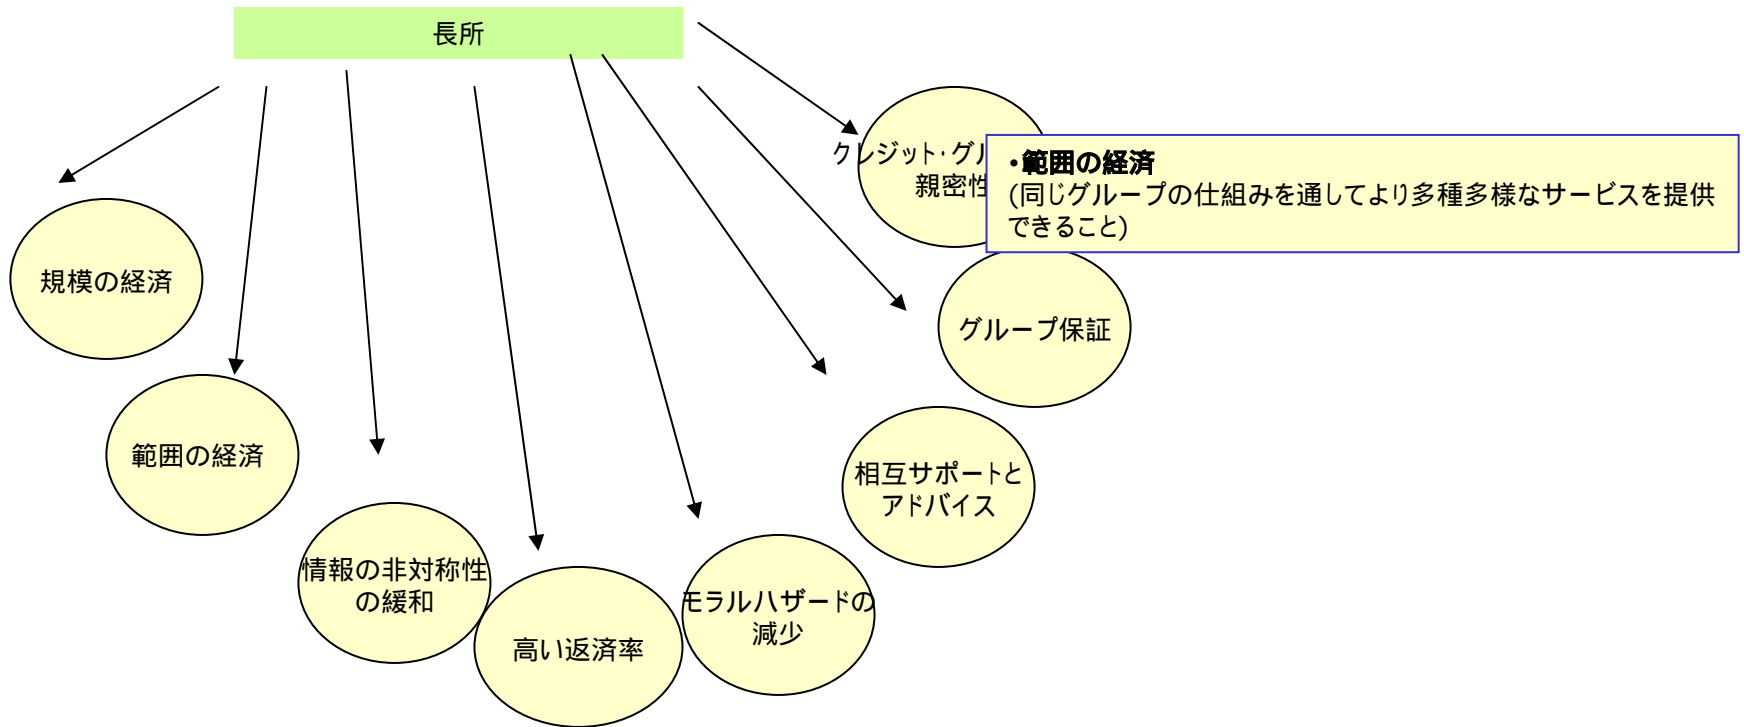 長所
クレジット・グル
親密性
・範囲の経済
(同じグループの仕組みを通してより多種多様なサービスを提供
できること)
規模の経済
グループ保証
範囲の経済
相互サポートと
アドバイス
情報の非対称性
の緩和
モラルハザードの
減少
高い返済率